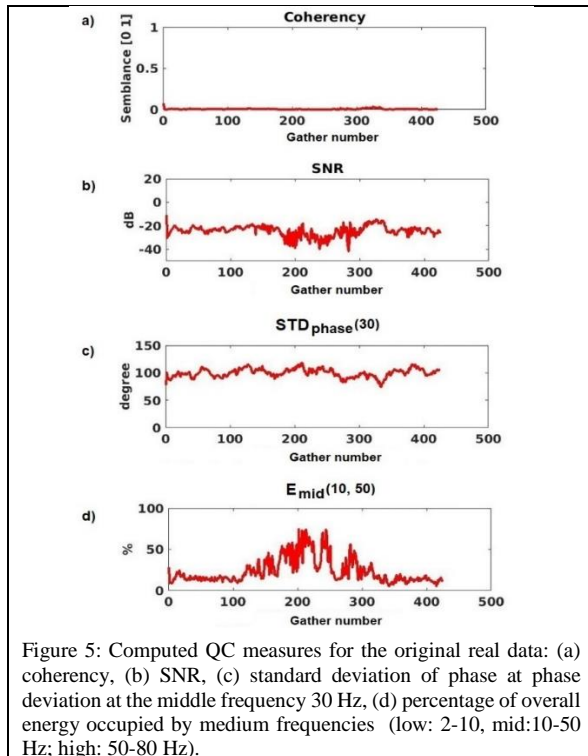 a)
Coherency
Semblance [0 1]
1
0.5
0
0 100 200 300 400 500
Gather number
b)
SNR
dB
20
0
-20
-40
0 100 200 300 400 500
Gather number
c)
STDphase(30)
degree
150
100
50
0
0 100 200 300 400 500
Gather number
d)
Emid(10, 50)
%
100
50
0
0 100 200 300 400 500
Gather number
Figure 5: Computed QC measures for the original real data: (a)
coherency, (b) SNR, (c) standard deviation of phase at phase
deviation at the middle frequency 30 Hz, (d) percentage of overall
energy occupied by medium frequencies (low: 2-10, mid:10-50
Hz; high: 50-80 Hz).